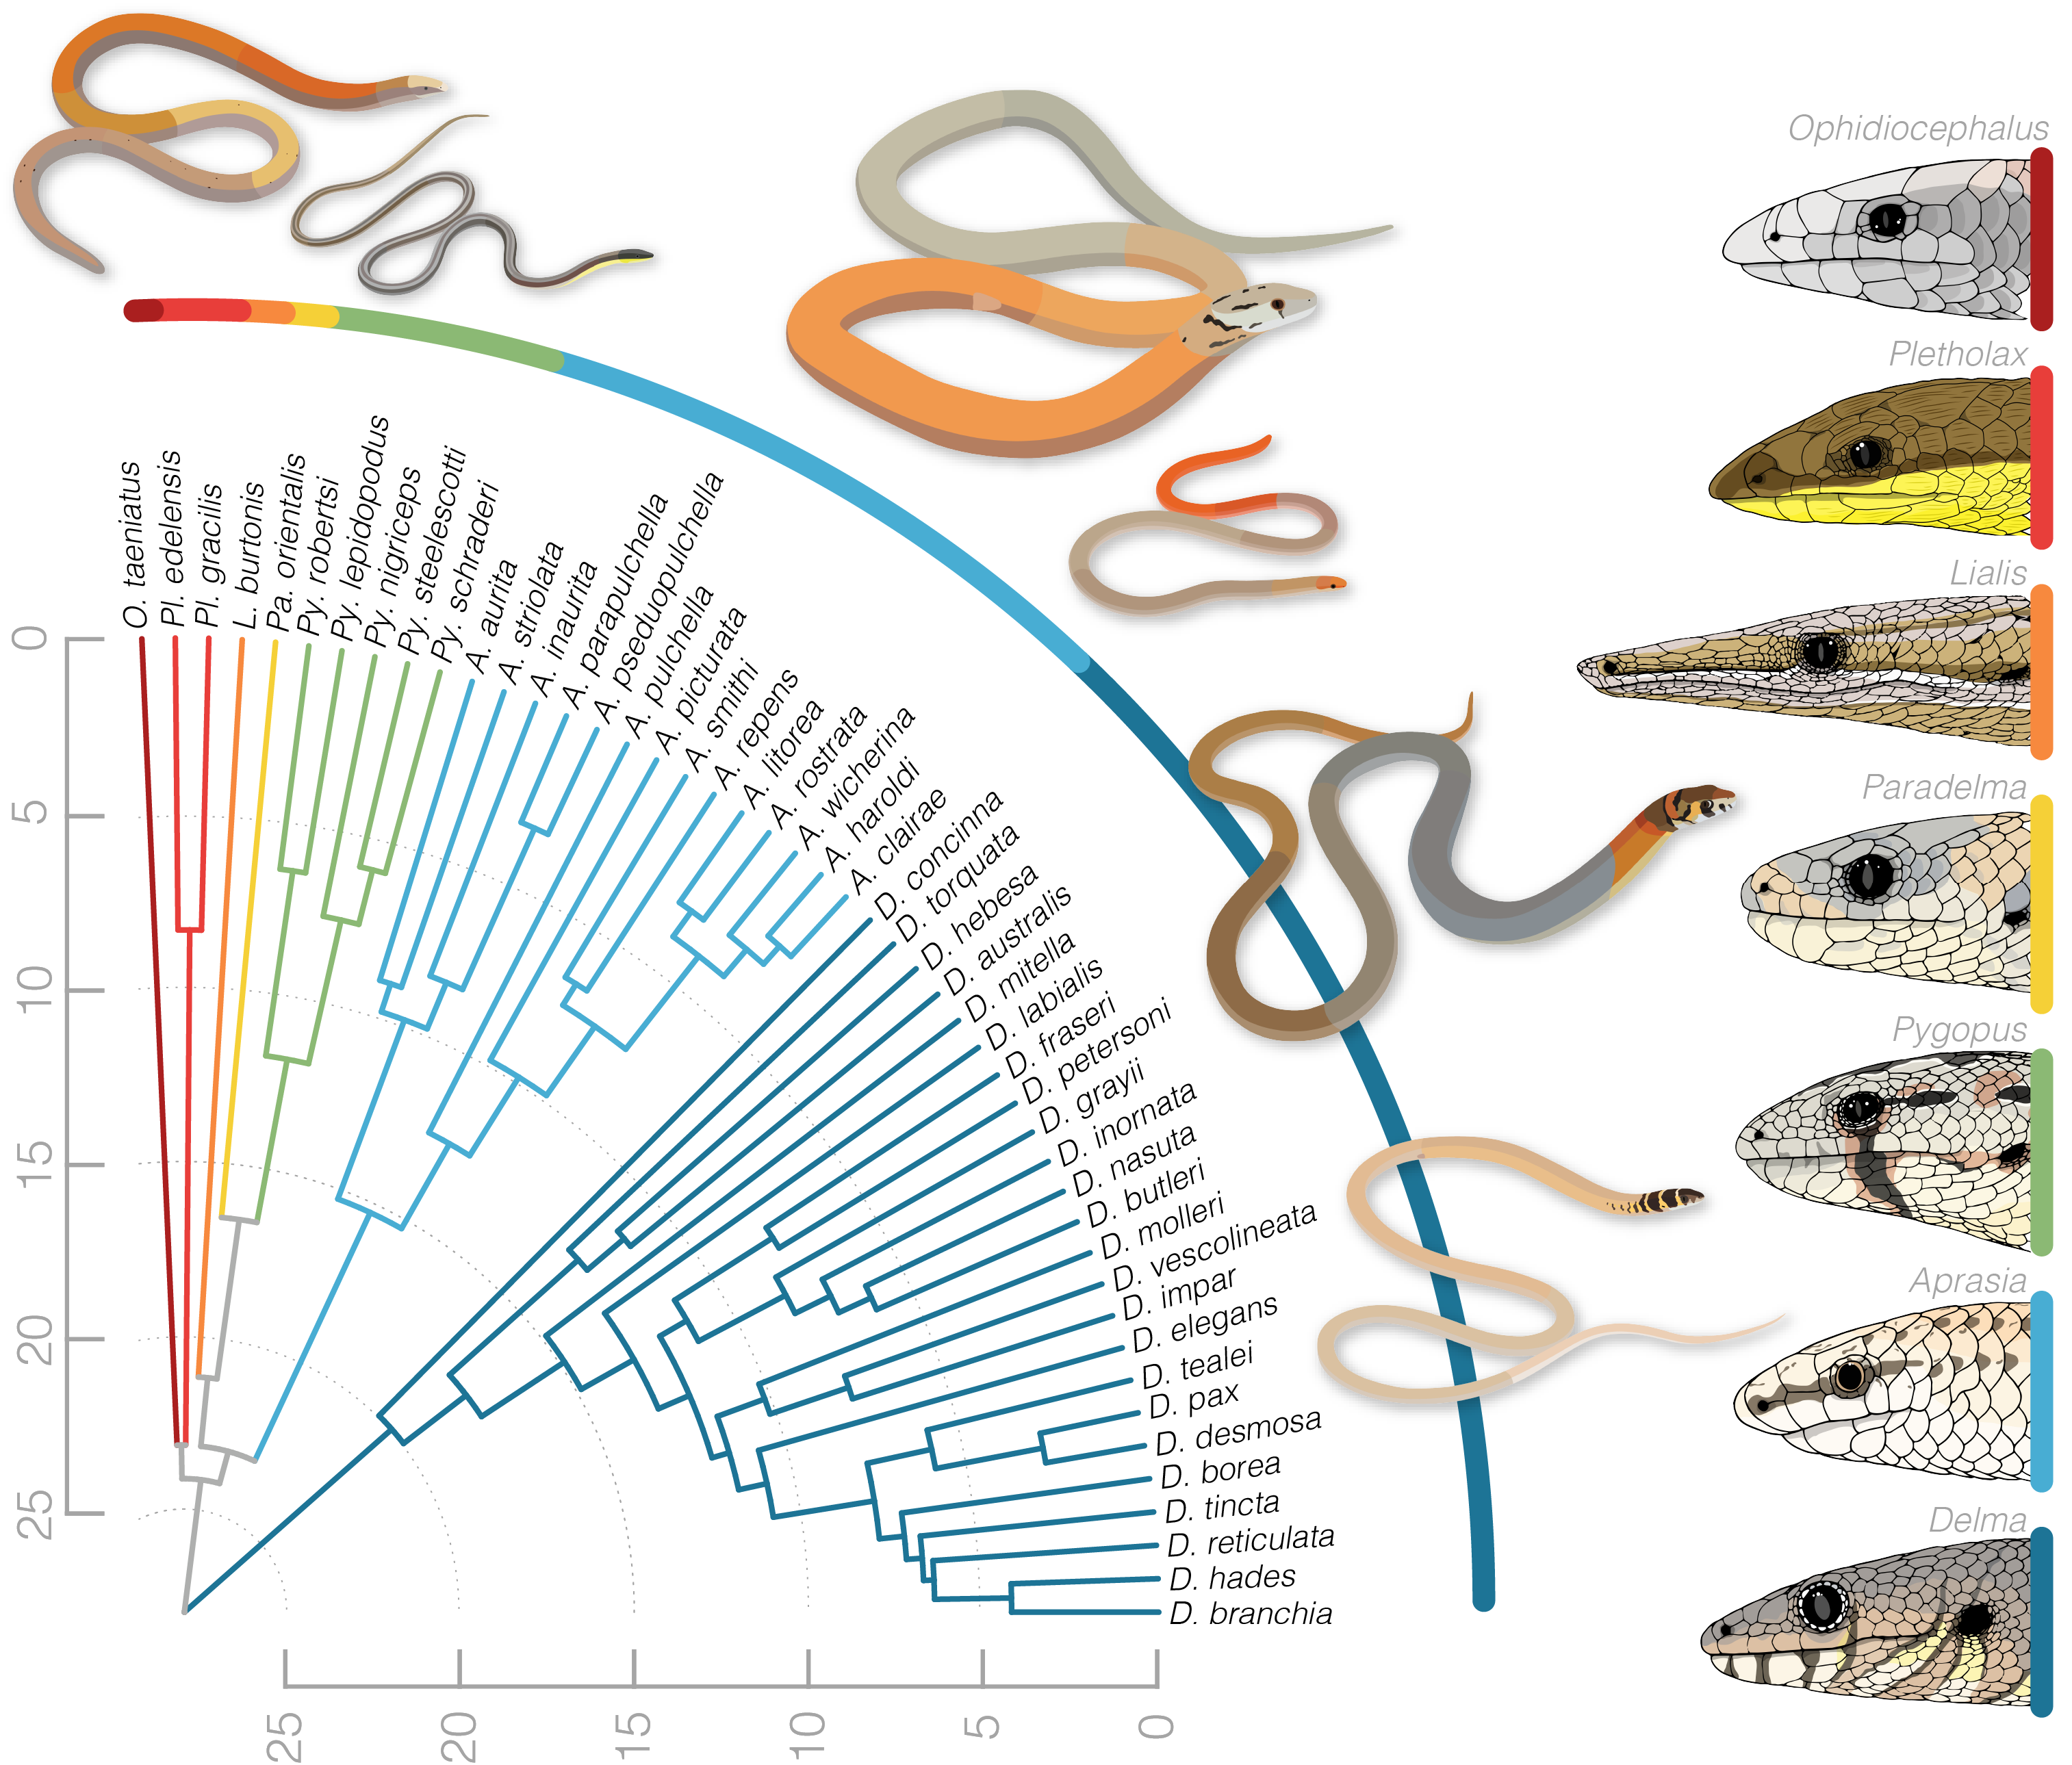 Ophidiocephalus
Pletholax
Lialis
Paradelma
Pygopus
Aprasia
Delma
O. taeniatus
Pl. edelensis
Pl. gracilis
L. burtonis
Pa. orientalis
Py. robertsi
Py. lepidopodus
Py. nigriceps
Py. steelescotti
Py. schraderi
A. aurita
A. striolata
A. inaurita
A. parapulchella
A. pseduopulchella
A. pulchella
A. picturata
A. smithi
A. repens
A. litorea
A. rostrata
A. wicherina
A. haroldi
A. clairae
D. concinna
D. torquata
D. hebesa
D. australis
D. mitella
D. labialis
D. fraseri
D. petersoni
D. grayii
D. inornata
D. nasuta
D. butleri
D. molleri
D. vescolineata
D. impar
D. elegans
D. tealei
D. pax
D. desmosa
D. borea
D. tincta
D. reticulata
D. hades
D. branchia
0
5
10
15
20
25
25
20
15
10
5
0